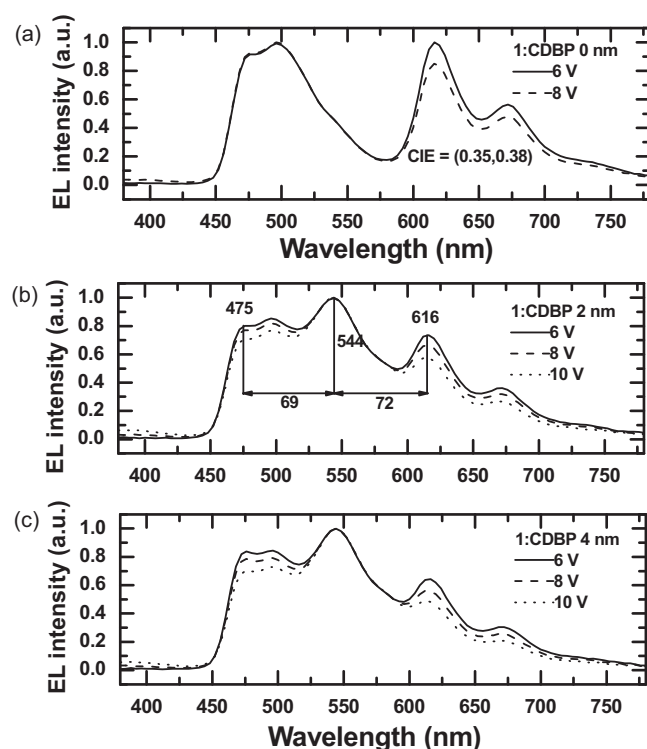 (a)
1:CDBP 0 nm
6 V
8 V
CIE = (0.35,0.38)
EL intensity (a.u.)
1.0
0.8
0.6
0.4
0.2
0.0
400 450 500 550 600 650 700 750
Wavelength (nm)
(b)
1:CDBP 2 nm
6 V
8 V
10 V
475
544
616
69
72
EL intensity (a.u.)
1.0
0.8
0.6
0.4
0.2
0.0
400 450 500 550 600 650 700 750
(c)
1:CDBP 4 nm
6 V
8 V
10 V
EL intensity (a.u.)
1.0
0.8
0.6
0.4
0.2
0.0
400 450 500 550 600 650 700 750
Wavelength (nm)